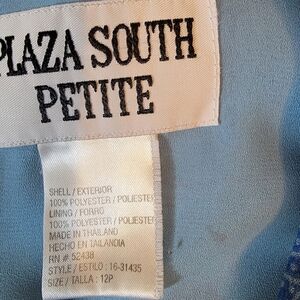 PLAZA SOUTH
PETITE
SHELL / EXTERIOR
100% POLYESTER / POLIESTER
LINING / FORRO
100% POLYESTER / POLIESTER
MADE IN THAILAND
HECHO EN TAILANDIA
RN # 52438
STYLE / ESTILO : 16-31435
SIZE / TALLA : 12P